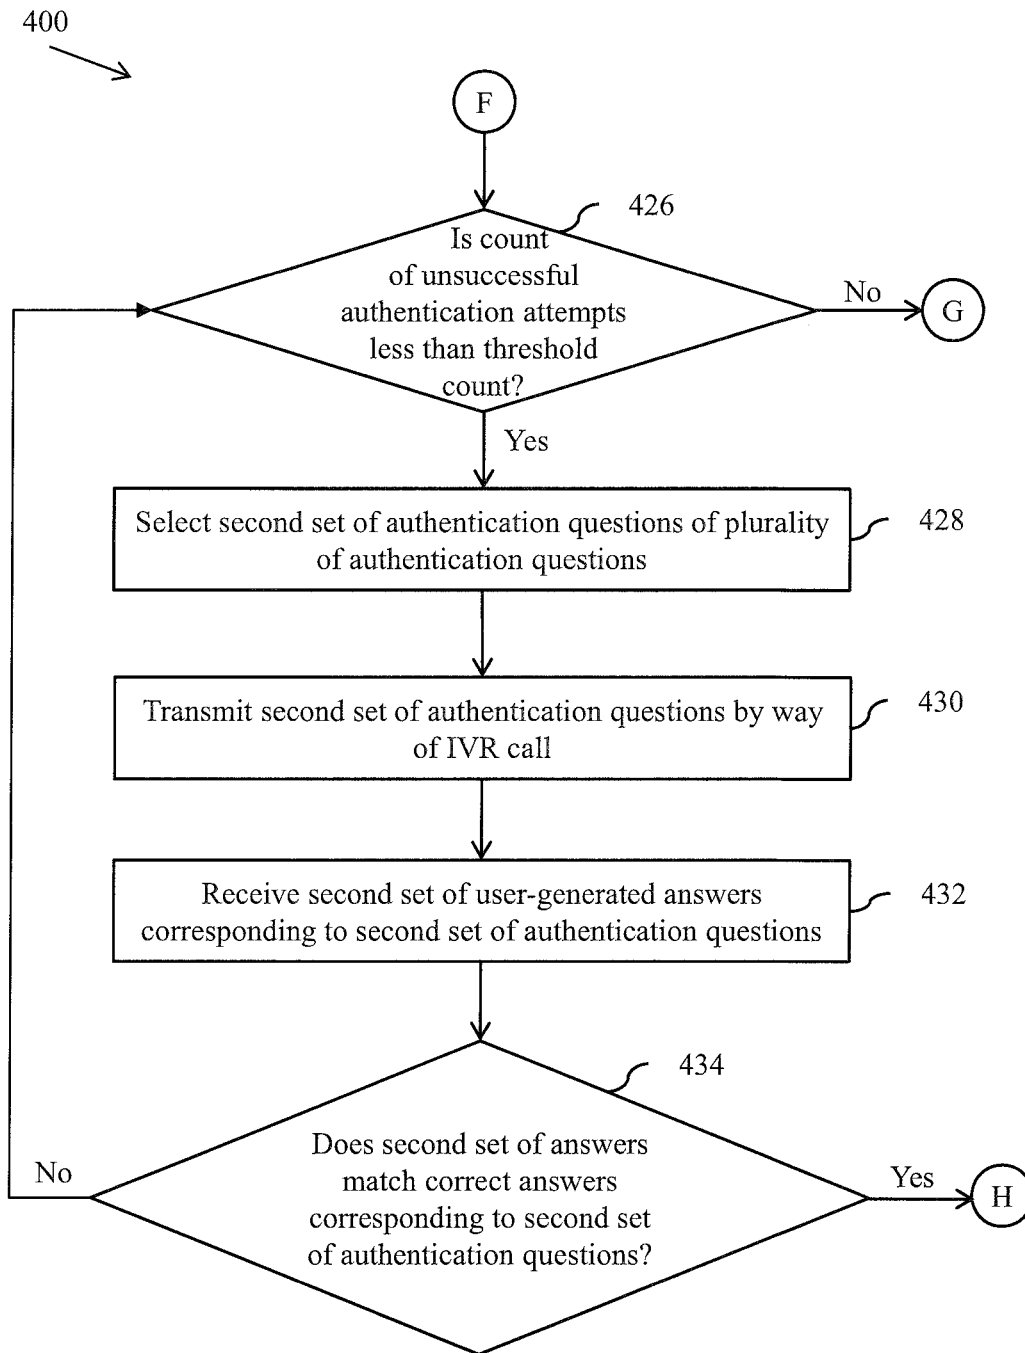 400
F
426
Is count
of unsuccessful
authentication attempts
less than threshold
count?
No
G
Yes
Select second set of authentication questions of plurality
of authentication questions
428
Transmit second set of authentication questions by way
of IVR call
430
Receive second set of user-generated answers
corresponding to second set of authentication questions
432
434
Does second set of answers
match correct answers
corresponding to second set
of authentication questions?
No
Yes
H